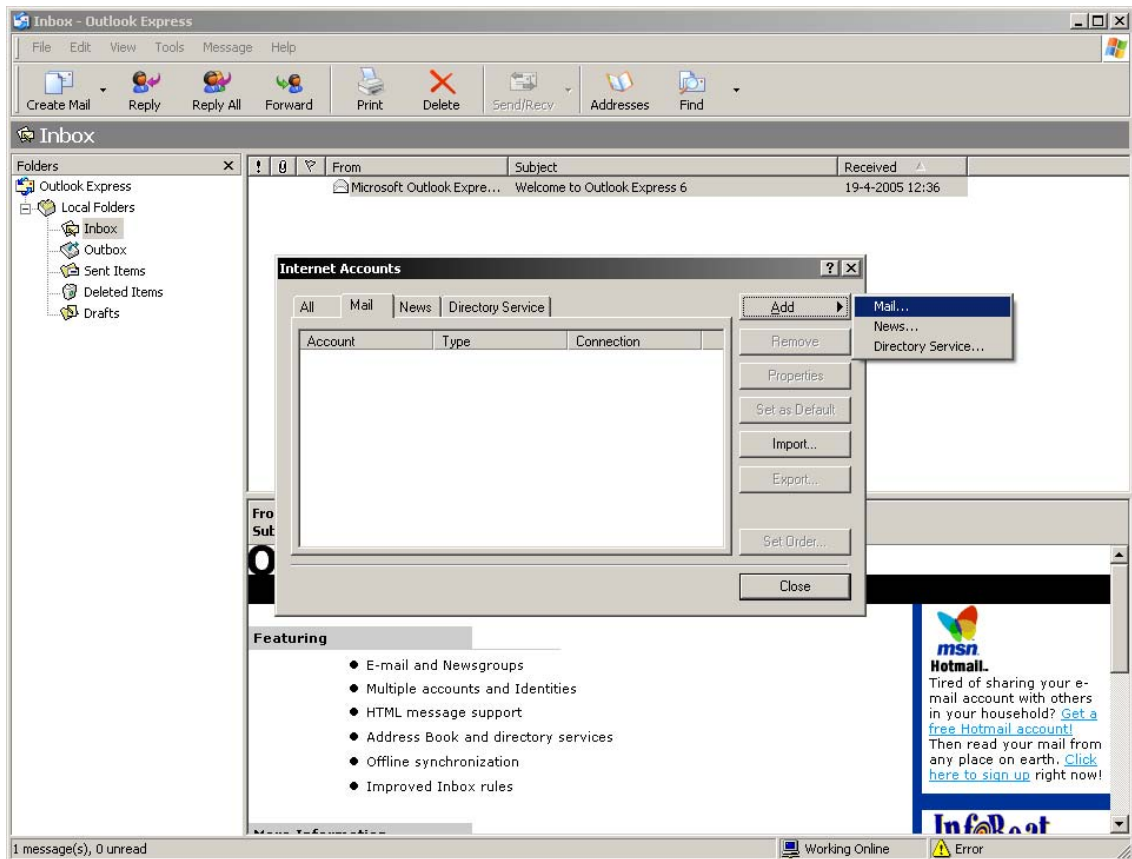 Inbox - Outlook Express
File Edit View Tools Message Help
Create Mail Reply Reply All Forward Print Delete Send/Recv Addresses Find
Inbox
Folders
! From Subject Received
Outlook Express
Microsoft Outlook Expre... Welcome to Outlook Express 6 19-4-2005 12:36
Local Folders
Inbox
Outbox
Sent Items
Deleted Items
Drafts
Internet Accounts
All Mail News Directory Service
Account Type Connection
Add
Remove
Properties
Set as Default
Import...
Export...
Set Order...
Close
Mail...
News...
Directory Service...
Fro
Sub
O
Featuring
E-mail and Newsgroups
Multiple accounts and Identities
HTML message support
Address Book and directory services
Offline synchronization
Improved Inbox rules
msn
Hotmail
Tired of sharing your e-
mail account with others
in your household? Get a
free Hotmail account!
Then read your mail from
any place on earth. Click
here to sign up right now!
1 message(s), 0 unread Working Online Error